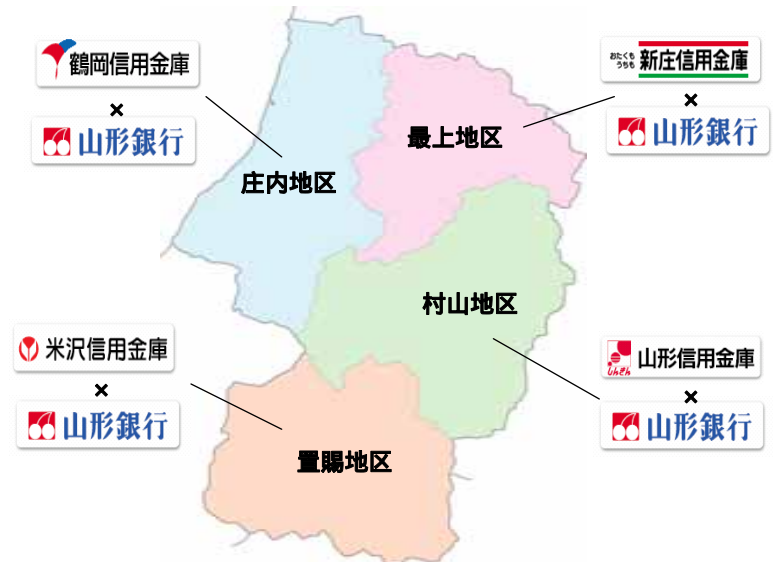 鶴岡信用金庫
×
山形銀行
おたくも
うちも
新庄信用金庫
×
山形銀行
最上地区
庄内地区
村山地区
米沢信用金庫
×
山形銀行
しんきん
山形信用金庫
×
山形銀行
置賜地区